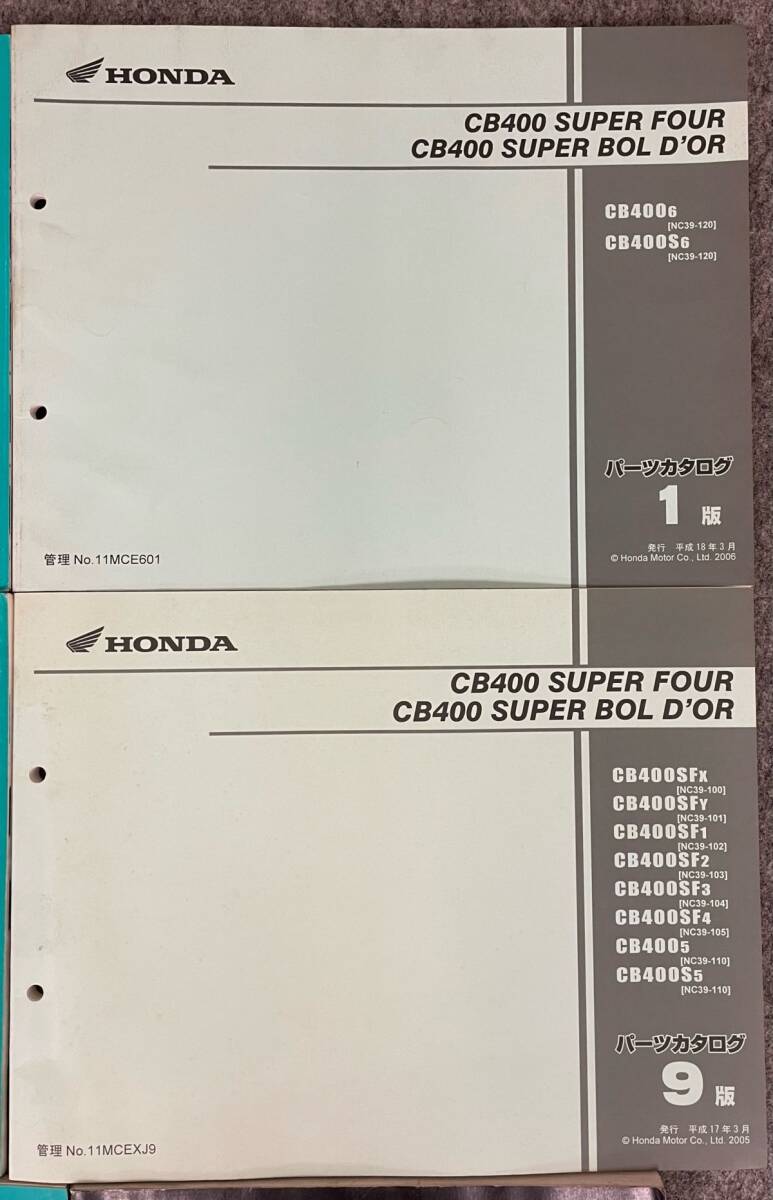 HONDA
CB400 SUPER FOUR
CB400 SUPER BOL D'OR
CB4006
[NC39-120]
CB400S6
[NC39-120]
パーツカタログ
1 版
発行 平成18年3月
© Honda Motor Co., Ltd. 2006
管理 No.11MCE601
HONDA
CB400 SUPER FOUR
CB400 SUPER BOL D'OR
CB400SFX
[NC39-100]
CB400SFY
[NC39-101]
CB400SF1
[NC39-102]
CB400SF2
[NC39-103]
CB400SF3
[NC39-104]
CB400SF4
[NC39-105]
CB4005
[NC39-110]
CB400S5
[NC39-110]
パーツカタログ
9 版
発行 平成17年3月
© Honda Motor Co., Ltd. 2005
管理 No.11MCEXJ9